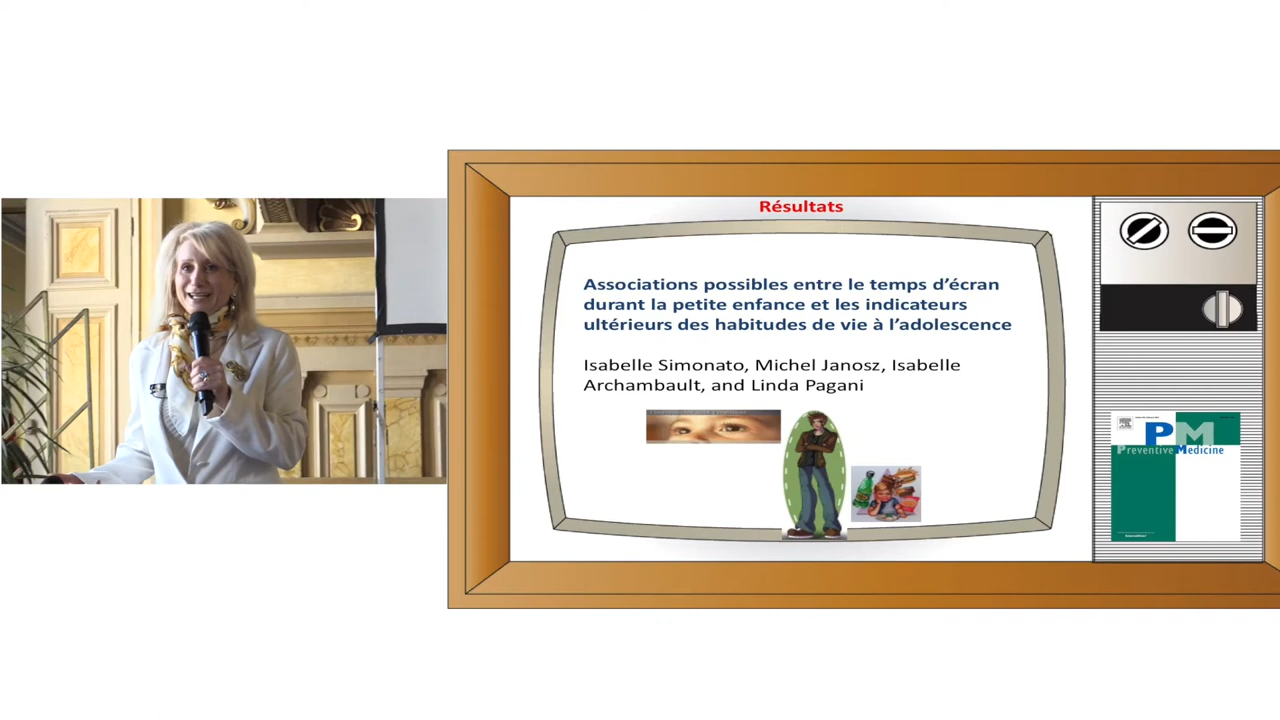 Résultats
Associations possibles entre le temps d'écran
durant la petite enfance et les indicateurs
ultérieurs des habitudes de vie à l'adolescence
Isabelle Simonato, Michel Janosz, Isabelle
Archambault, and Linda Pagani
PM
Preventive Medicine